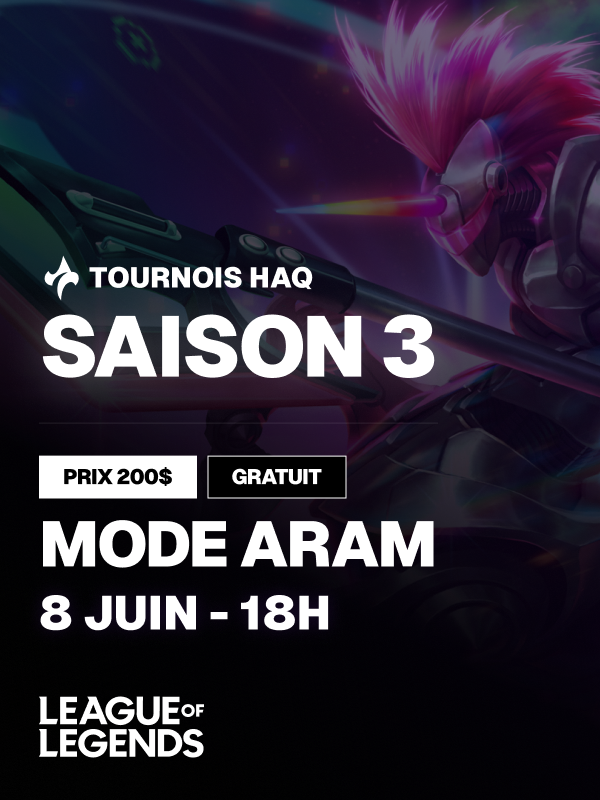 TOURNOIS HAQ
SAISON 3
PRIX 200$ GRATUIT
MODE ARAM
8 JUIN - 18H
LEAGUE OF
LEGENDS